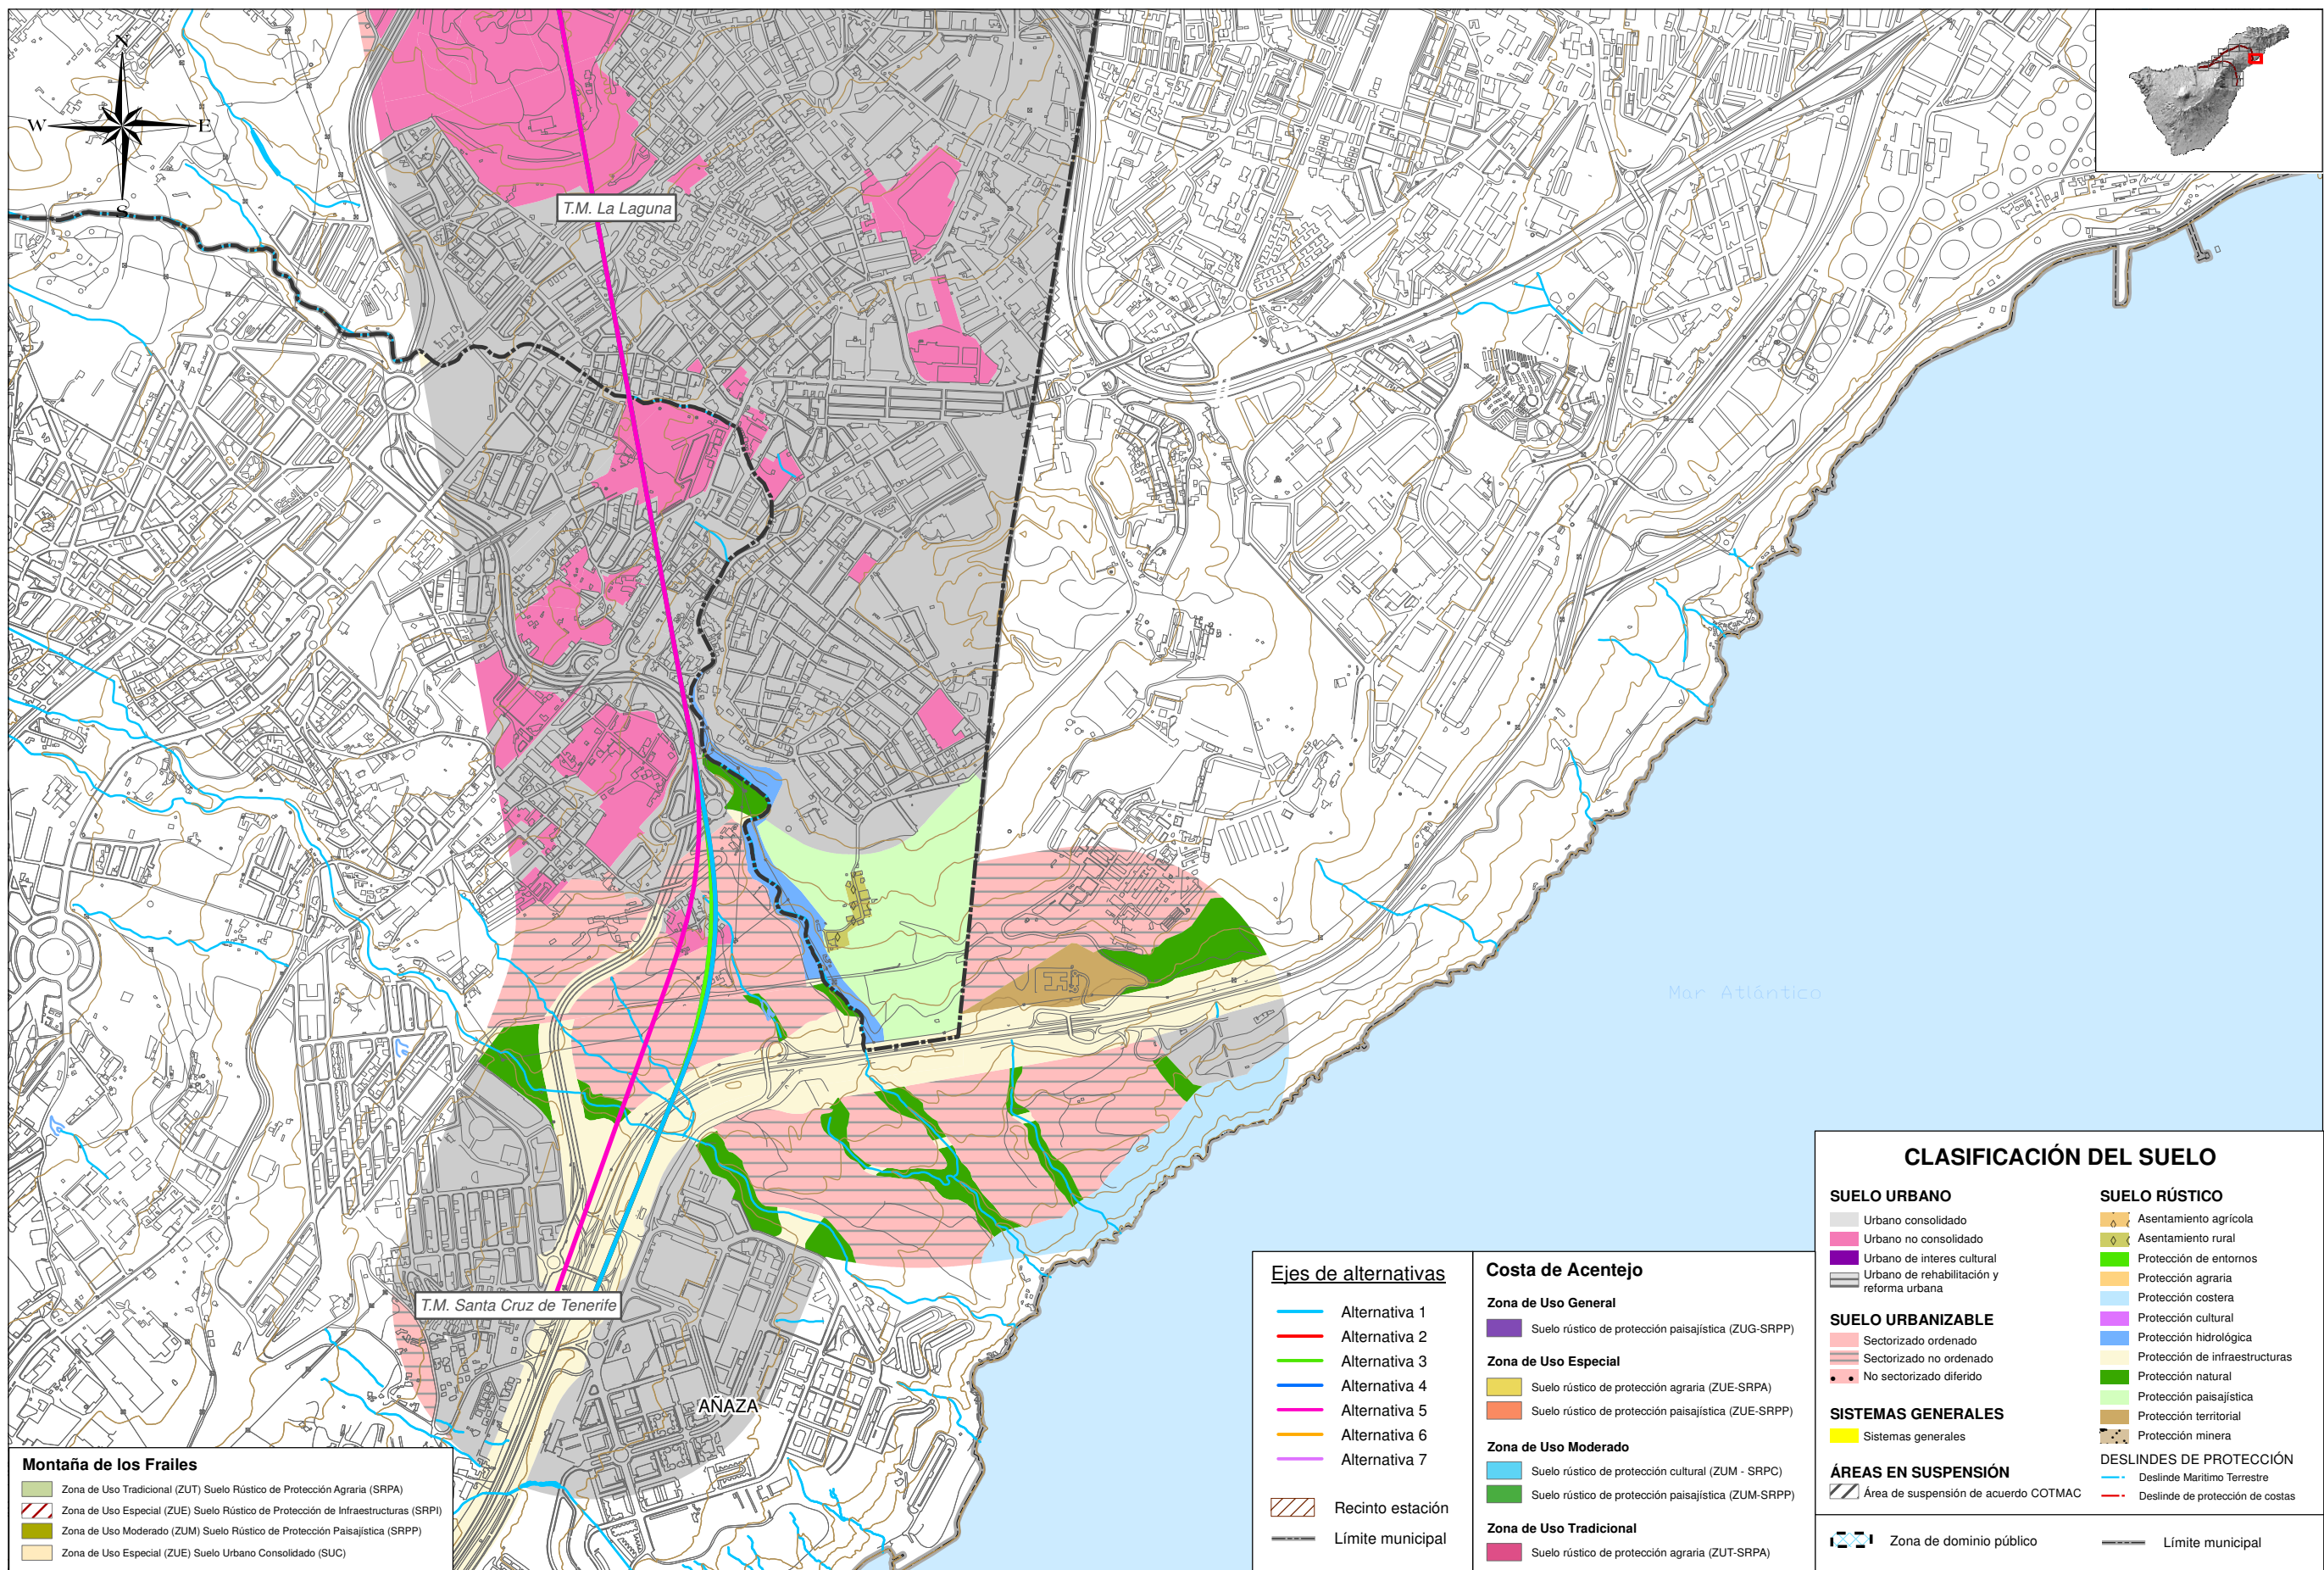 N
W
E
S
T.M. La Laguna
Mar Atlántico
T.M. Santa Cruz de Tenerife
AÑAZA
Montaña de los Frailes
Zona de Uso Tradicional (ZUT) Suelo Rústico de Protección Agraria (SRPA)
Zona de Uso Especial (ZUE) Suelo Rústico de Protección de Infraestructuras (SRPI)
Zona de Uso Moderado (ZUM) Suelo Rústico de Protección Paisajística (SRPP)
Zona de Uso Especial (ZUE) Suelo Urbano Consolidado (SUC)
Ejes de alternativas
Alternativa 1
Alternativa 2
Alternativa 3
Alternativa 4
Alternativa 5
Alternativa 6
Alternativa 7
Recinto estación
Límite municipal
Costa de Acentejo
Zona de Uso General
Suelo rústico de protección paisajística (ZUG-SRPP)
Zona de Uso Especial
Suelo rústico de protección agraria (ZUE-SRPA)
Suelo rústico de protección paisajística (ZUE-SRPP)
Zona de Uso Moderado
Suelo rústico de protección cultural (ZUM - SRPC)
Suelo rústico de protección paisajística (ZUM-SRPP)
Zona de Uso Tradicional
Suelo rústico de protección agraria (ZUT-SRPA)
CLASIFICACIÓN DEL SUELO
SUELO URBANO
Urbano consolidado
Urbano no consolidado
Urbano de interes cultural
Urbano de rehabilitación y
reforma urbana
SUELO URBANIZABLE
Sectorizado ordenado
Sectorizado no ordenado
No sectorizado diferido
SISTEMAS GENERALES
Sistemas generales
ÁREAS EN SUSPENSIÓN
Área de suspensión de acuerdo COTMAC
SUELO RÚSTICO
Asentamiento agrícola
Asentamiento rural
Protección de entornos
Protección agraria
Protección costera
Protección cultural
Protección hidrológica
Protección de infraestructuras
Protección natural
Protección paisajística
Protección territorial
Protección minera
DESLINDES DE PROTECCIÓN
Deslinde Maritimo Terrestre
Deslinde de protección de costas
Zona de dominio público
Límite municipal